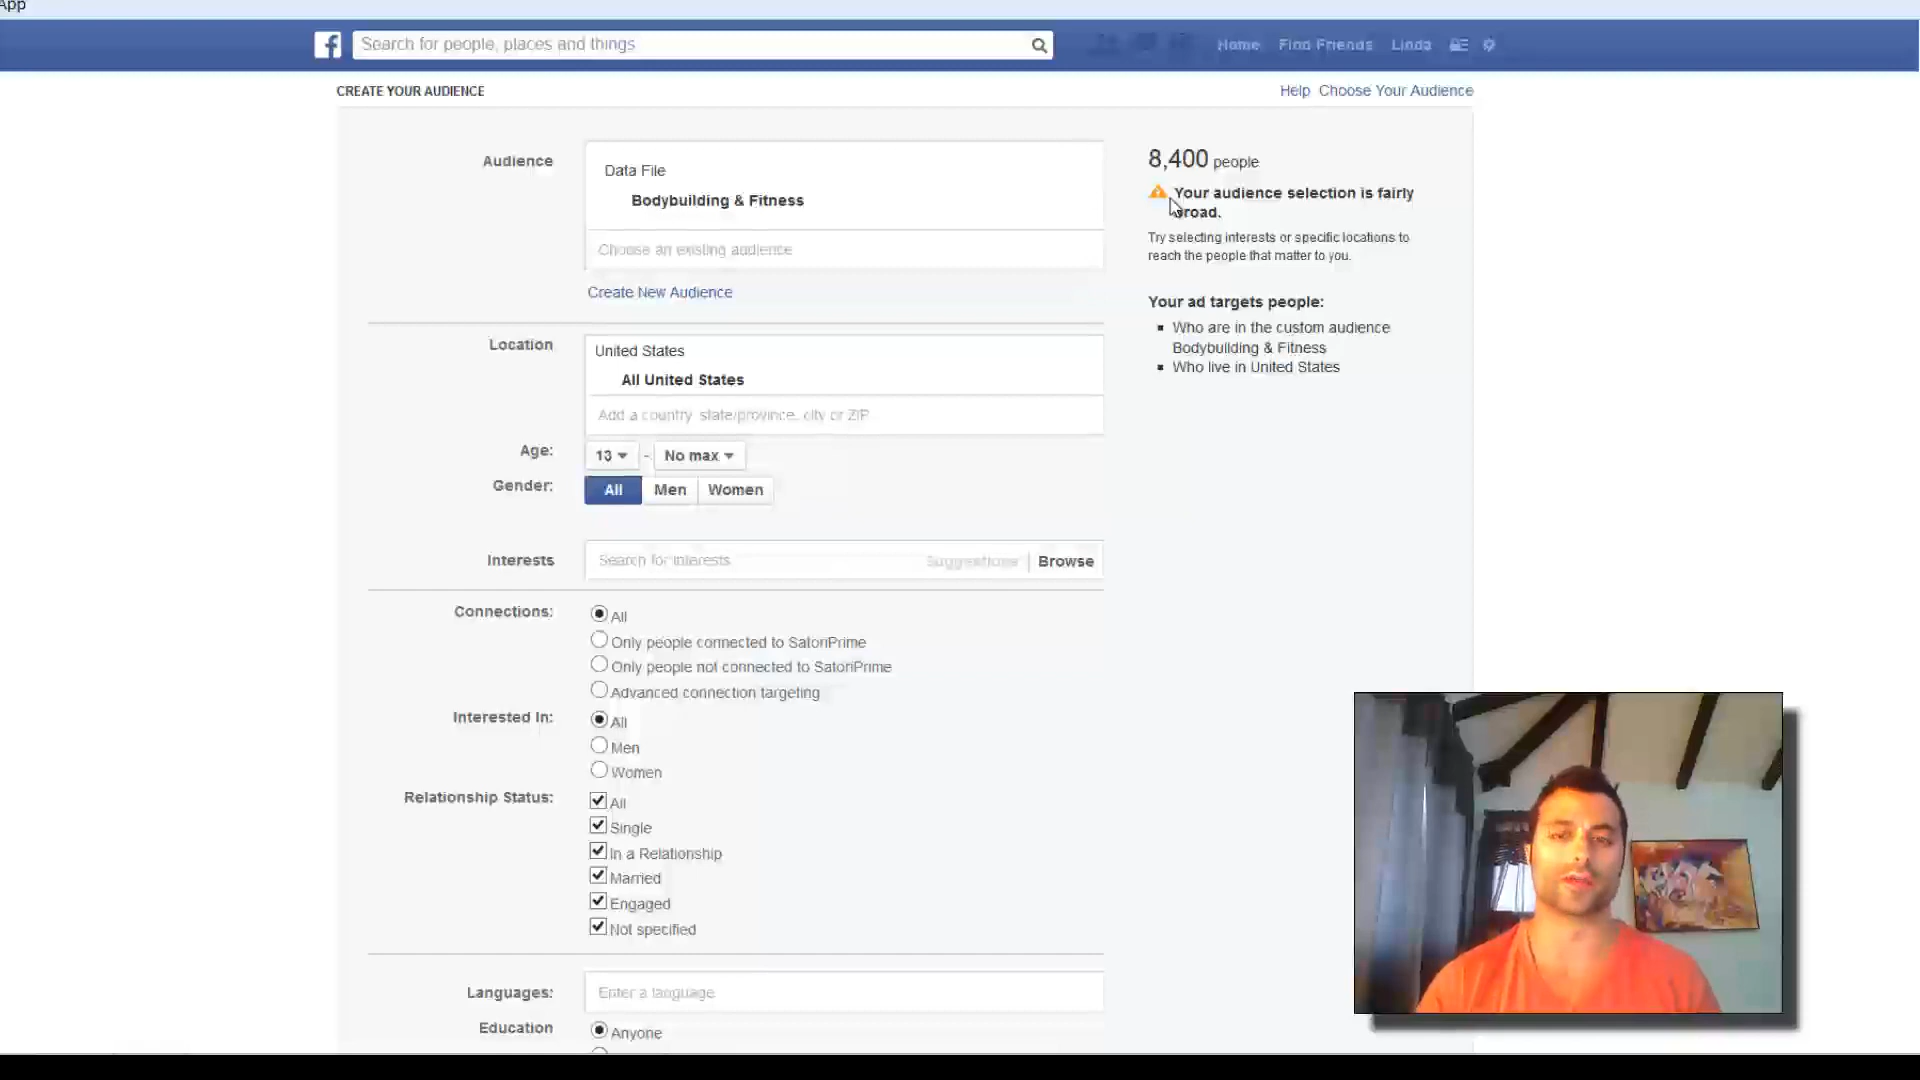 App
Search for people, places and things
Home Find Friends Linda
CREATE YOUR AUDIENCE
Help Choose Your Audience
Audience
Data File
Bodybuilding & Fitness
Choose an existing audience
Create New Audience
8,400 people
Your audience selection is fairly
broad.
Try selecting interests or specific locations to
reach the people that matter to you.
Your ad targets people:
Who are in the custom audience
Bodybuilding & Fitness
Who live in United States
Location
United States
All United States
Add a country, state/province, city or ZIP
Age: 13 - No max
Gender: All Men Women
Interests Search for interests Suggestions Browse
Connections: All
Only people connected to SatoriPrime
Only people not connected to SatoriPrime
Advanced connection targeting
Interested In: All
Men
Women
Relationship Status: All
Single
In a Relationship
Married
Engaged
Not specified
Languages: Enter a language
Education Anyone